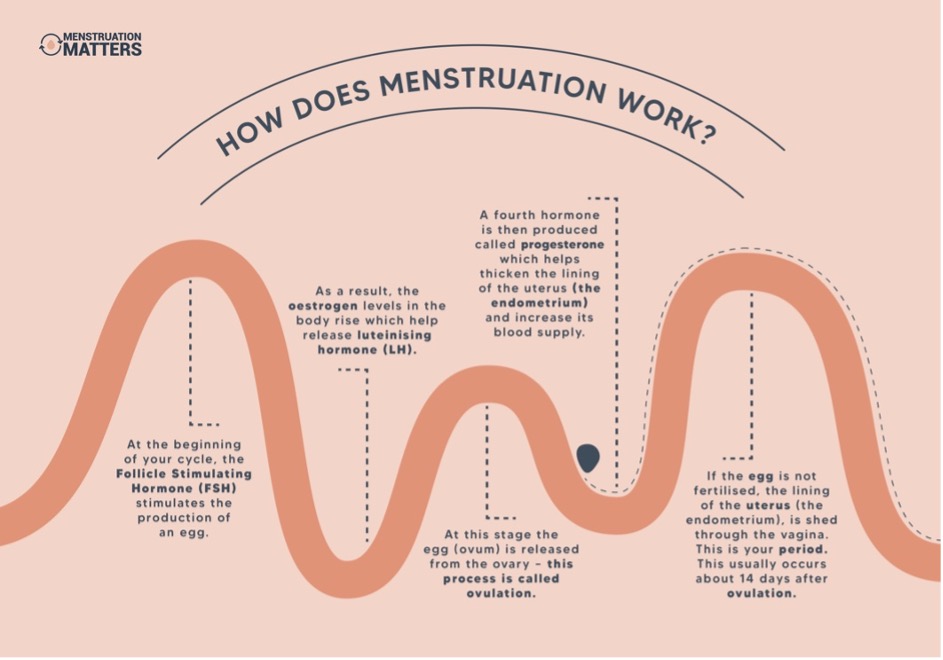 MENSTRUATION
MATTERS
HOW DOES MENSTRUATION WORK?
At the beginning
of your cycle, the
Follicle Stimulating
Hormone (FSH)
stimulates the
production of
an egg.
As a result, the
oestrogen levels in the
body rise which help
release luteinising
hormone (LH).
At this stage the
egg (ovum) is released
from the ovary – this
process is called
ovulation.
A fourth hormone
is then produced
called progesterone
which helps
thicken the lining
of the uterus (the
endometrium)
and increase its
blood supply.
If the egg is not
fertilised, the lining
of the uterus (the
endometrium), is shed
through the vagina.
This is your period.
This usually occurs
about 14 days after
ovulation.